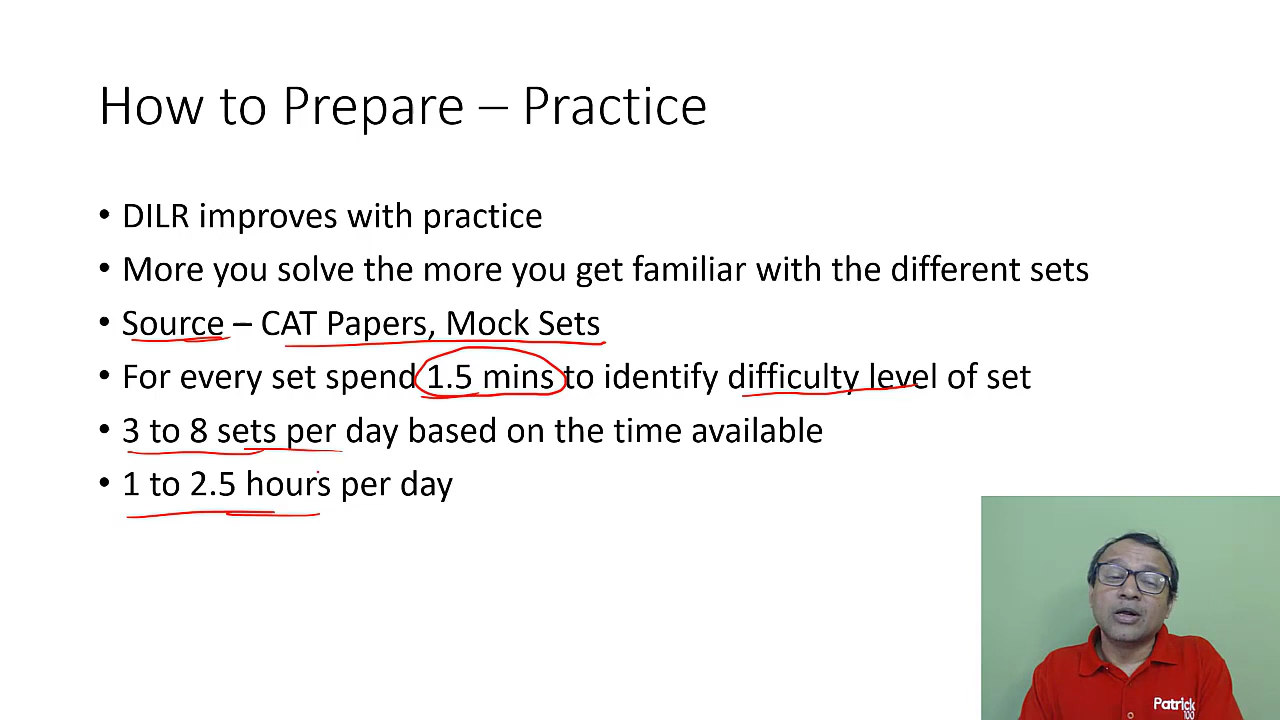 How to Prepare – Practice
• DILR improves with practice
• More you solve the more you get familiar with the different sets
• Source – CAT Papers, Mock Sets
• For every set spend 1.5 mins to identify difficulty level of set
• 3 to 8 sets per day based on the time available
• 1 to 2.5 hours per day
Patrick
100